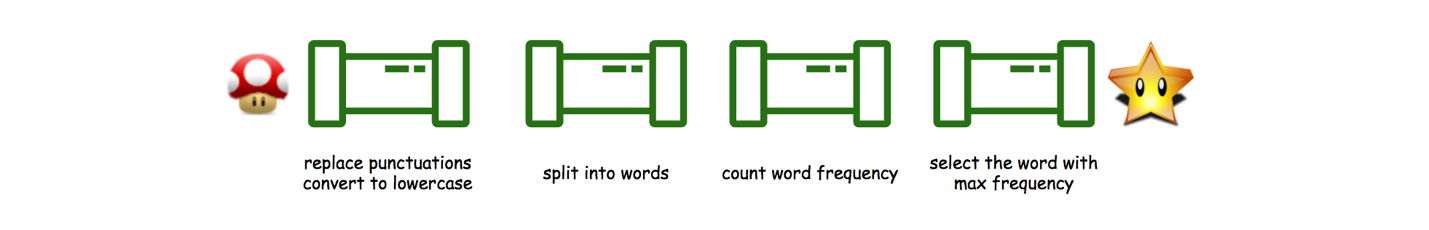 replace punctuations
convert to lowercase
split into words
count word frequency
select the word with
max frequency